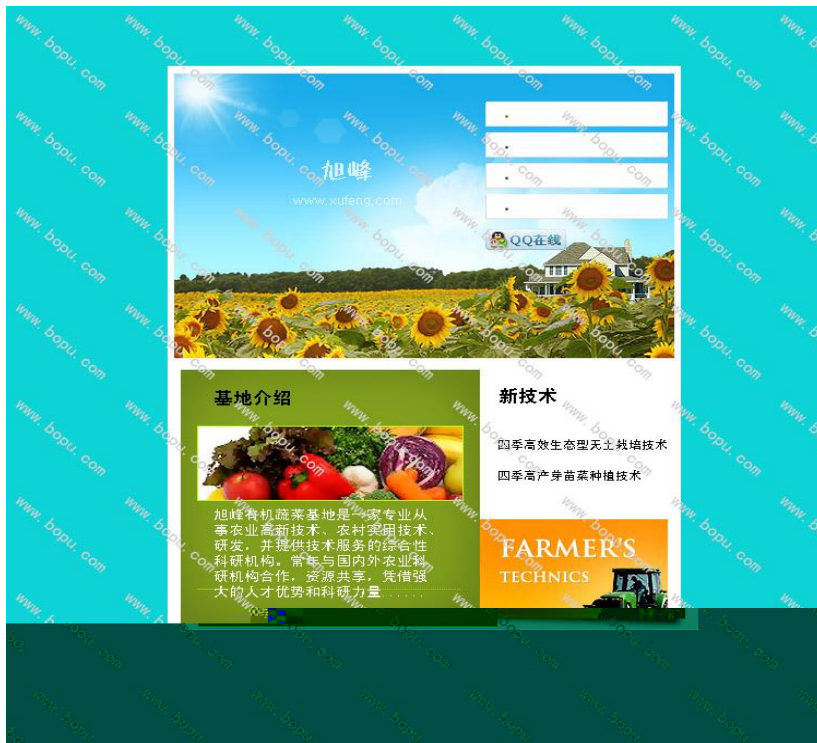 旭峰
www.xufeng.com
QQ在线
基地介绍
旭峰有机蔬菜基地是一家专业从
事农业高新技术、农村实用技术、
研发，并提供技术服务的综合性
科研机构。常年与国内外农业科
研机构合作，资源共享，凭借强
大的人才优势和科研力量......
新技术
四季高效生态型无土栽培技术
四季高产芽苗菜种植技术
FARMER'S
TECHNICS
www.bopu.com